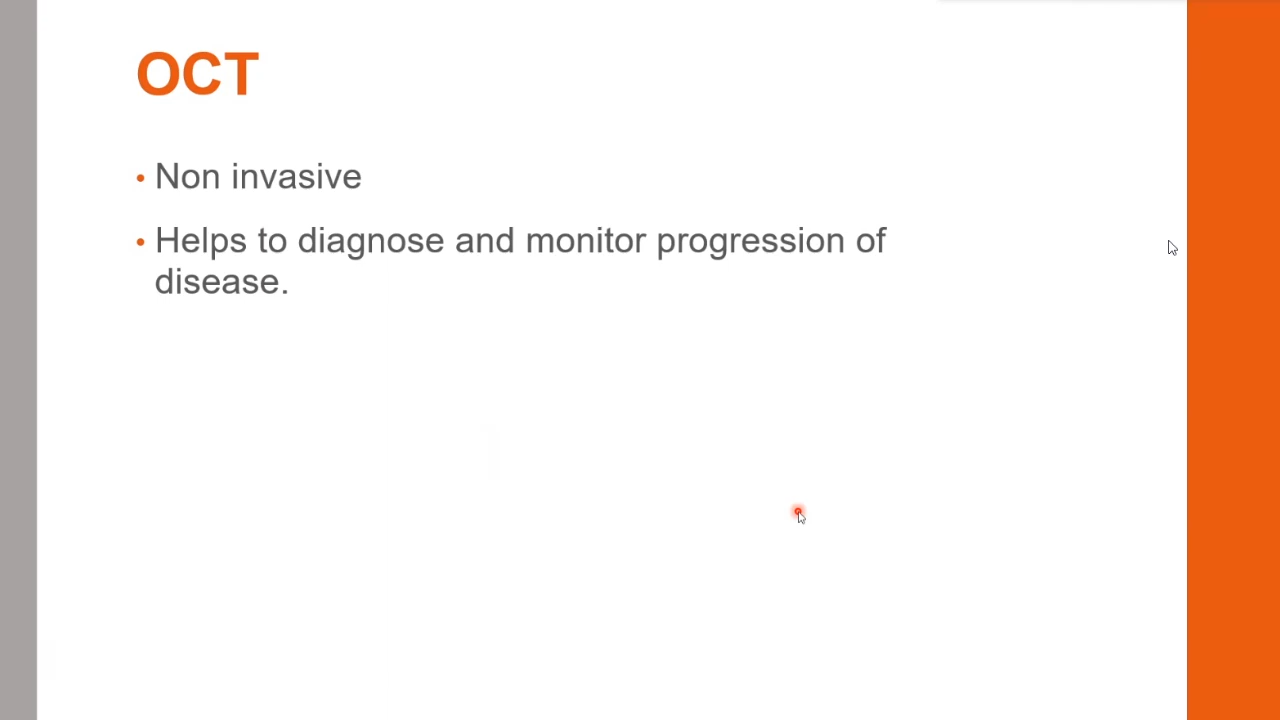 OCT
• Non invasive
• Helps to diagnose and monitor progression of
disease.